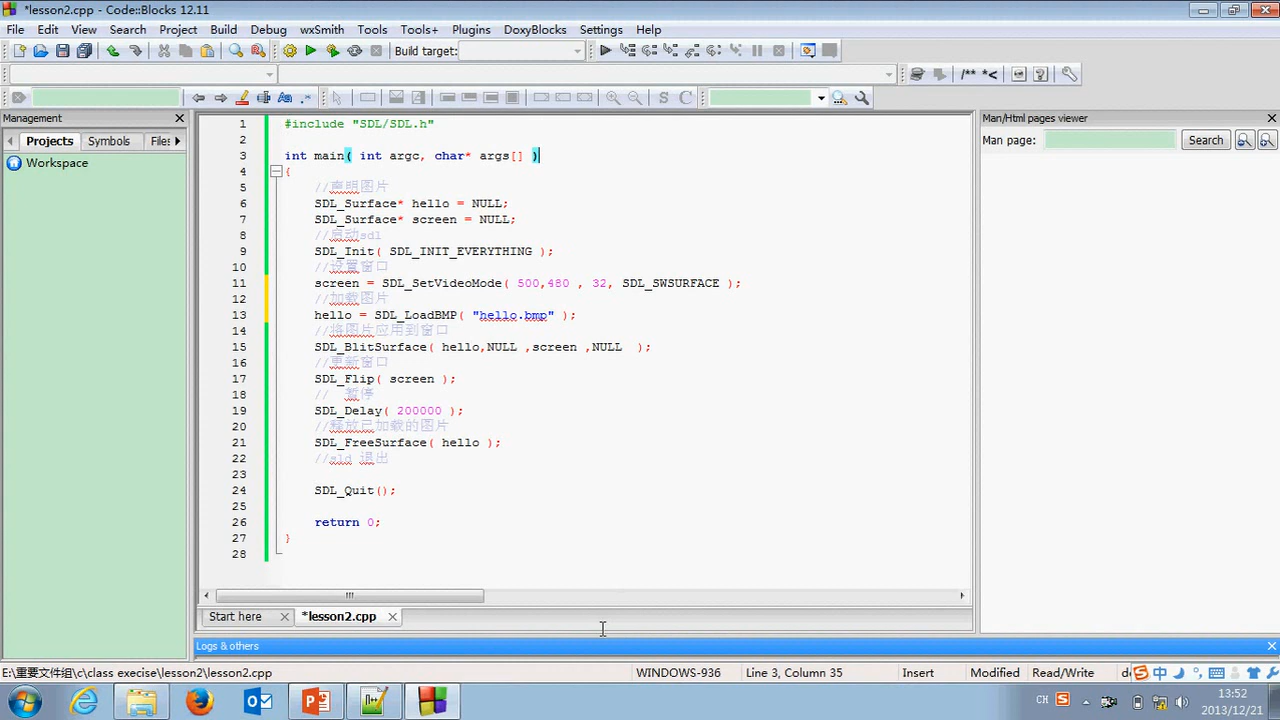 *lesson2.cpp - Code::Blocks 12.11
File Edit View Search Project Build Debug wxSmith Tools Tools+ Plugins DoxyBlocks Settings Help
Build target:
/** *<
Management
Projects Symbols Files
Workspace
Man/Html pages viewer
Man page: Search
1 #include "SDL/SDL.h"
2
3 int main( int argc, char* args[] )
4 {
5 //声明图片
6 SDL_Surface* hello = NULL;
7 SDL_Surface* screen = NULL;
8 //启动sdl
9 SDL_Init( SDL_INIT_EVERYTHING );
10 //设置窗口
11 screen = SDL_SetVideoMode( 500,480 , 32, SDL_SWSURFACE );
12 //加载图片
13 hello = SDL_LoadBMP( "hello.bmp" );
14 //将图片应用到窗口
15 SDL_BlitSurface( hello,NULL ,screen ,NULL );
16 //更新窗口
17 SDL_Flip( screen );
18 // 暂停
19 SDL_Delay( 200000 );
20 //释放已加载的图片
21 SDL_FreeSurface( hello );
22 //sld 退出
23
24 SDL_Quit();
25
26 return 0;
27 }
28
Start here *lesson2.cpp
Logs & others
E:\重要文件组\c\class execise\lesson2\lesson2.cpp WINDOWS-936 Line 3, Column 35 Insert Modified Read/Write
中
CH
13:52
2013/12/21